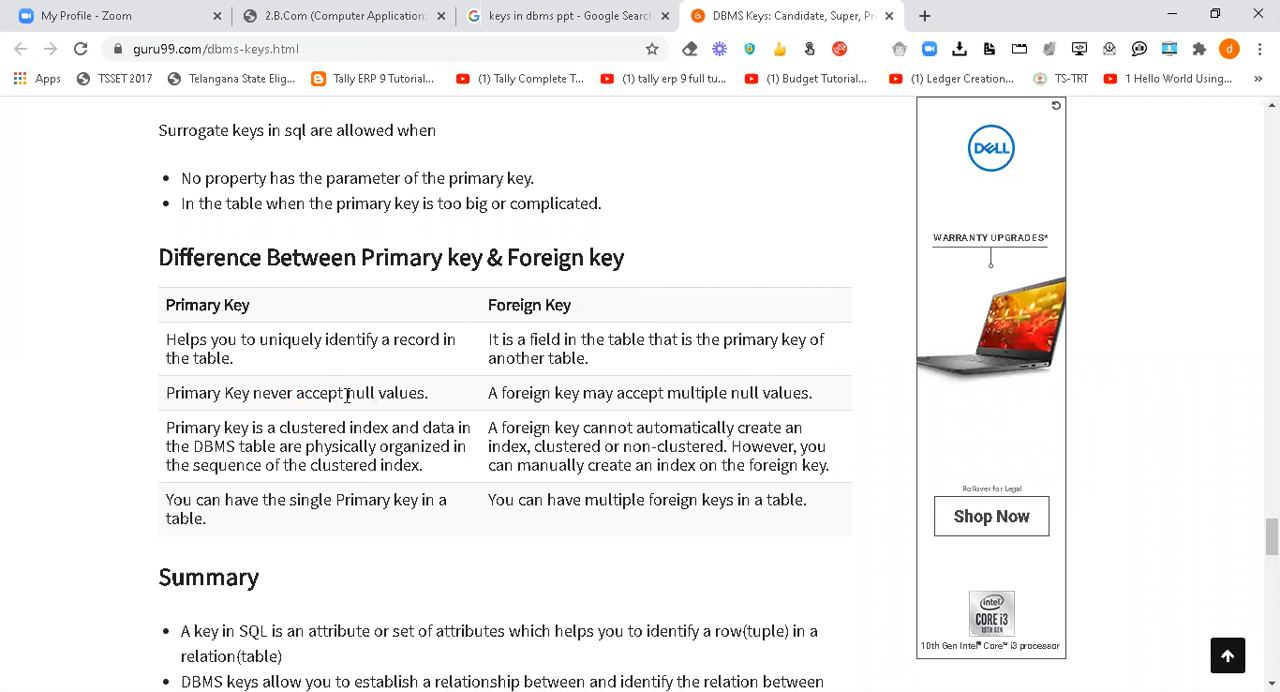 My Profile - Zoom
2.B.Com (Computer Application:
keys in dbms ppt - Google Search
DBMS Keys: Candidate, Super, Pri
guru99.com/dbms-keys.html
d
Apps
TSSET 2017
Telangana State Eli...
Tally ERP 9 Tutorial...
(1) Tally Complete T...
(1) tally erp 9 full tu...
(1) Budget Tutorial...
(1) Ledger Creation...
TS-TRT
1 Hello World Using...
»
Surrogate keys in sql are allowed when
No property has the parameter of the primary key.
In the table when the primary key is too big or complicated.
Difference Between Primary key & Foreign key
Primary Key
Foreign Key
Helps you to uniquely identify a record in
the table.
It is a field in the table that is the primary key of
another table.
Primary Key never accept null values.
A foreign key may accept multiple null values.
Primary key is a clustered index and data in
the DBMS table are physically organized in
the sequence of the clustered index.
A foreign key cannot automatically create an
index, clustered or non-clustered. However, you
can manually create an index on the foreign key.
You can have the single Primary key in a
table.
You can have multiple foreign keys in a table.
Summary
A key in SQL is an attribute or set of attributes which helps you to identify a row(tuple) in a
relation(table)
DBMS keys allow you to establish a relationship between and identify the relation between
DELL
WARRANTY UPGRADES*
Rollover for Legal
Shop Now
intel
CORE i3
10TH GEN
10th Gen Intel® Core™ i3 processor